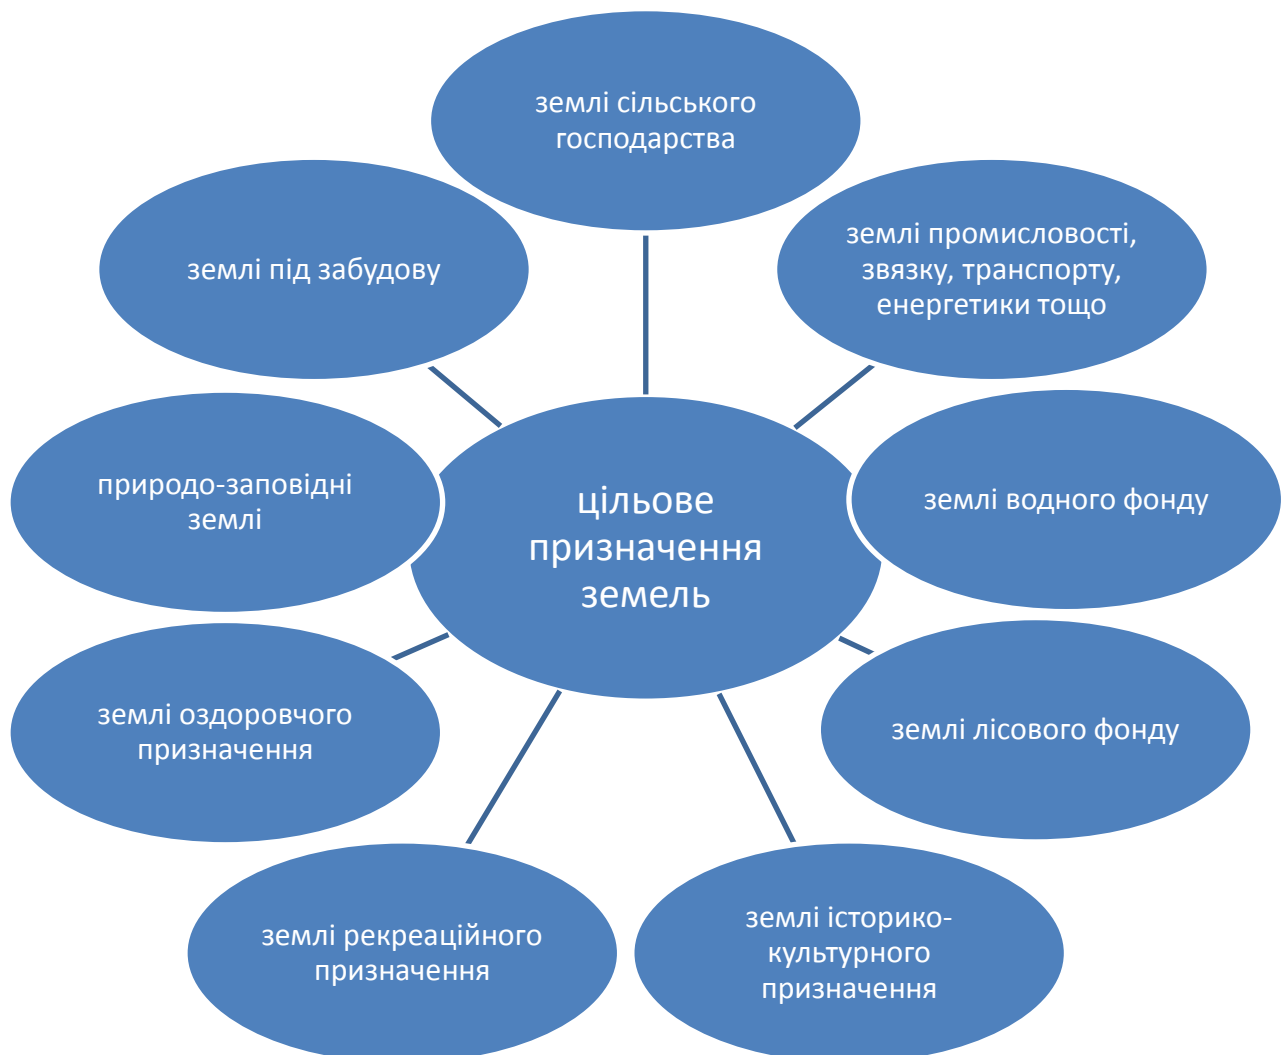 землі сільського
господарства
землі промисловості,
звязку, транспорту,
енергетики тощо
землі під забудову
природо-заповідні
землі
цільове
призначення
земель
землі водного фонду
землі оздоровчого
призначення
землі лісового фонду
землі рекреаційного
призначення
землі історико-
культурного
призначення